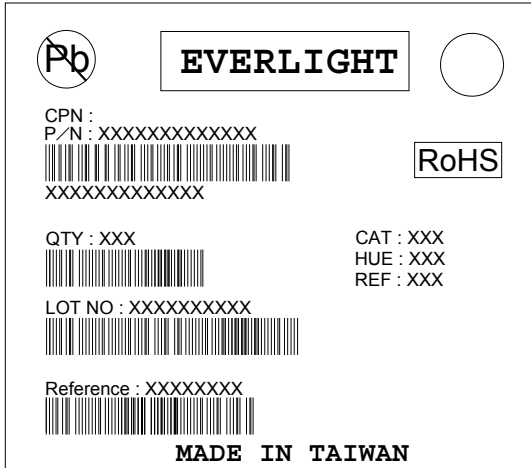 Pb
EVERLIGHT
CPN :
P/N : XXXXXXXXXXXXX
RoHS
XXXXXXXXXXXXX
QTY : XXX
CAT : XXX
HUE : XXX
REF : XXX
LOT NO : XXXXXXXXXX
Reference : XXXXXXXX
MADE IN TAIWAN